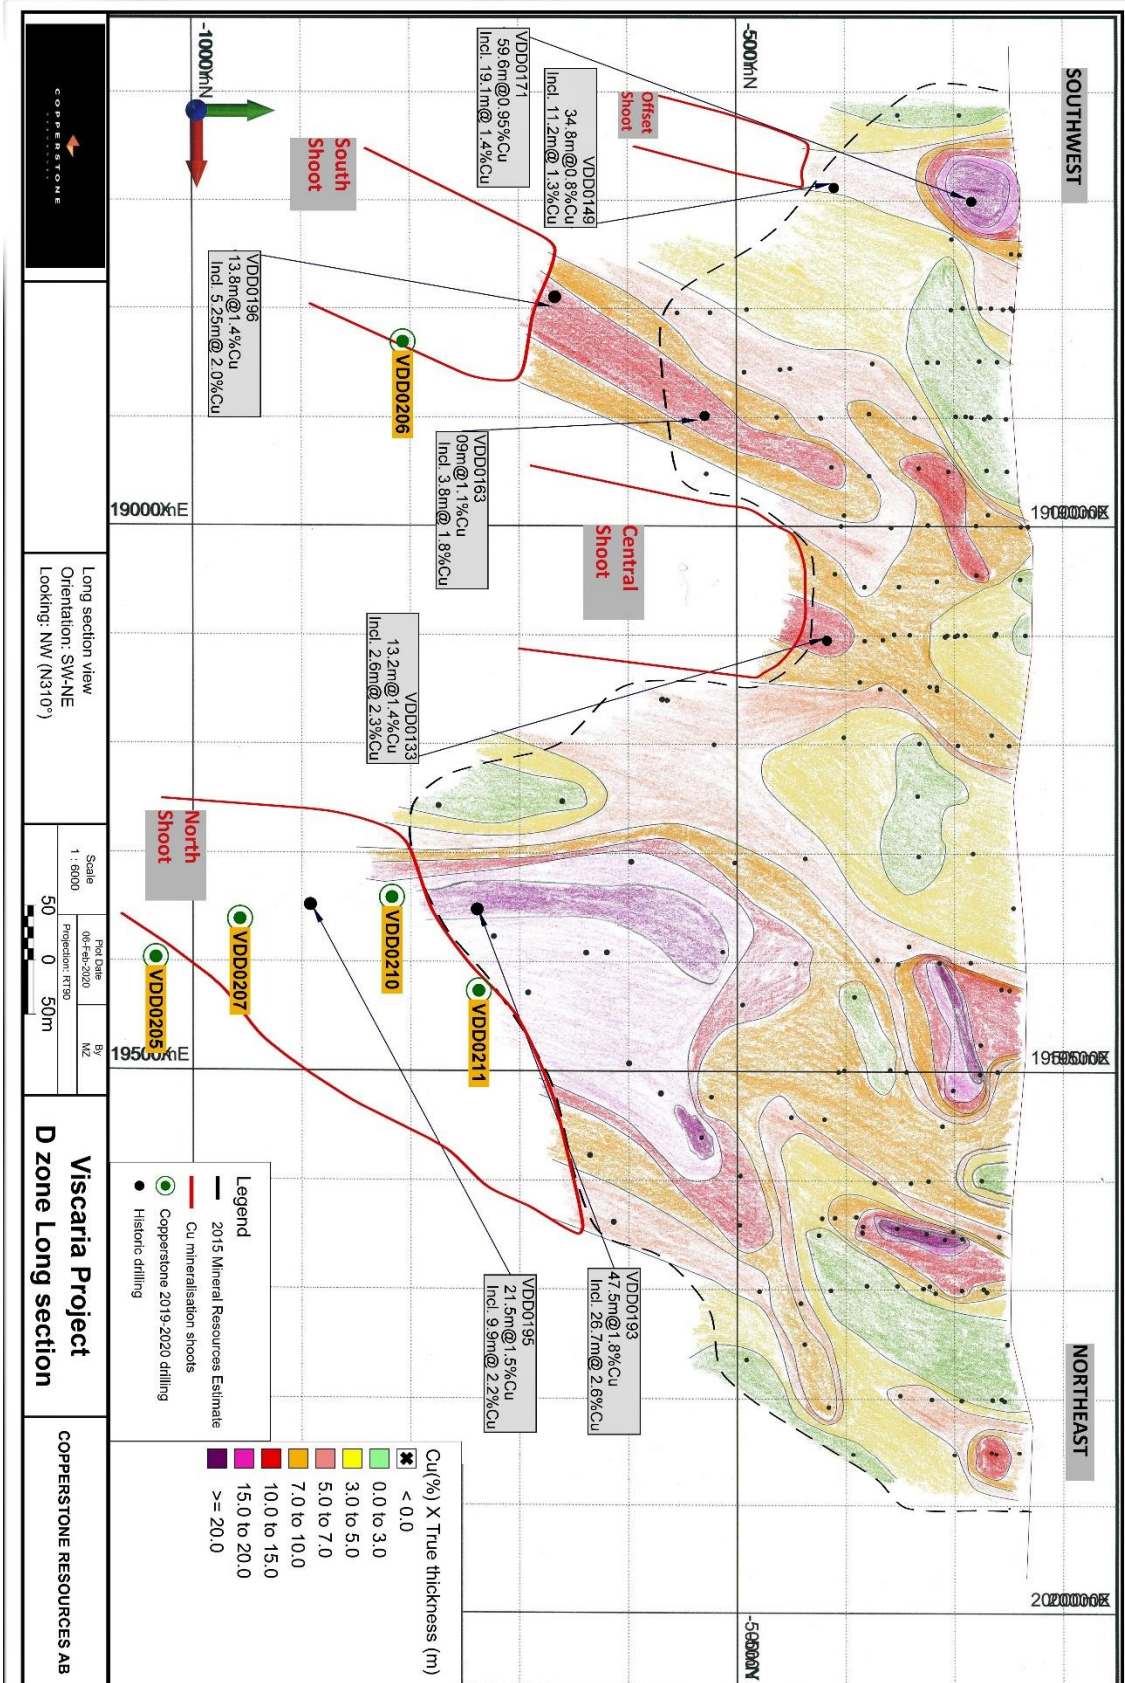 SOUTHWEST
NORTHEAST
-500
-1000
19000
19500
Offset
Shoot
South
Shoot
Central
Shoot
North
Shoot
VDD0171
59.6m@0.95%Cu
Incl. 19.1m@ 1.4%Cu
VDD0149
34.8m@0.8%Cu
Incl. 11.2m@ 1.3%Cu
VDD0196
13.8m@1.4%Cu
Incl. 5.25m@ 2.0%Cu
VDD0163
09m@1.1%Cu
Incl. 3.8m@ 1.8%Cu
VDD0133
13.2m@1.4%Cu
Incl. 2.6m@ 2.3%Cu
VDD0193
47.5m@1.8%Cu
Incl. 26.7m@ 2.6%Cu
VDD0195
21.5m@1.5%Cu
Incl. 9.9m@ 2.2%Cu
VDD0206
VDD0210
VDD0211
VDD0207
VDD0205
Cu(%) X True thickness (m)
< 0.0
0.0 to 3.0
3.0 to 5.0
5.0 to 7.0
7.0 to 10.0
10.0 to 15.0
15.0 to 20.0
>= 20.0
Legend
2015 Mineral Resources Estimate
Cu mineralisation shoots
Copperstone 2019-2020 drilling
Historic drilling
COPPERSTONE
Long section view
Orientation: SW-NE
Looking: NW (N310°)
Scale
1 : 6000
Plot Date
06-Feb-2020
By
MZ
Projection: RT90
50 0 50m
Viscaria Project
D zone Long section
COPPERSTONE RESOURCES AB